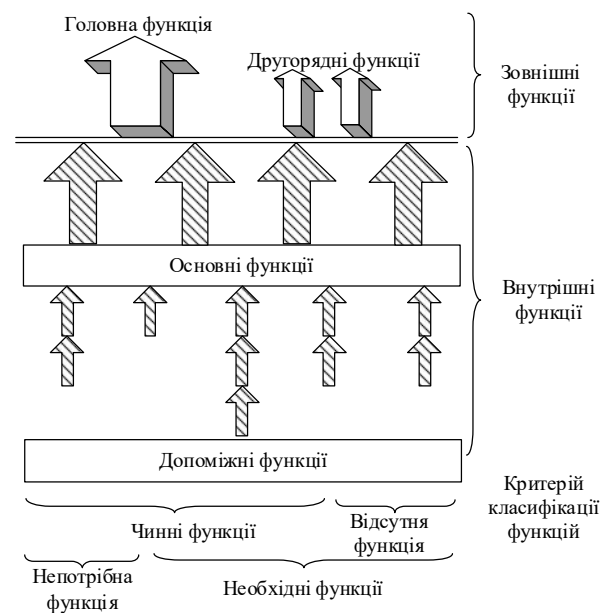 Головна функція
Другорядні функції
Зовнішні
функції
Основні функції
Внутрішні
функції
Допоміжні функції
Критерій
класифікації
функцій
Чинні функції
Відсутня
функція
Непотрібна
функція
Необхідні функції